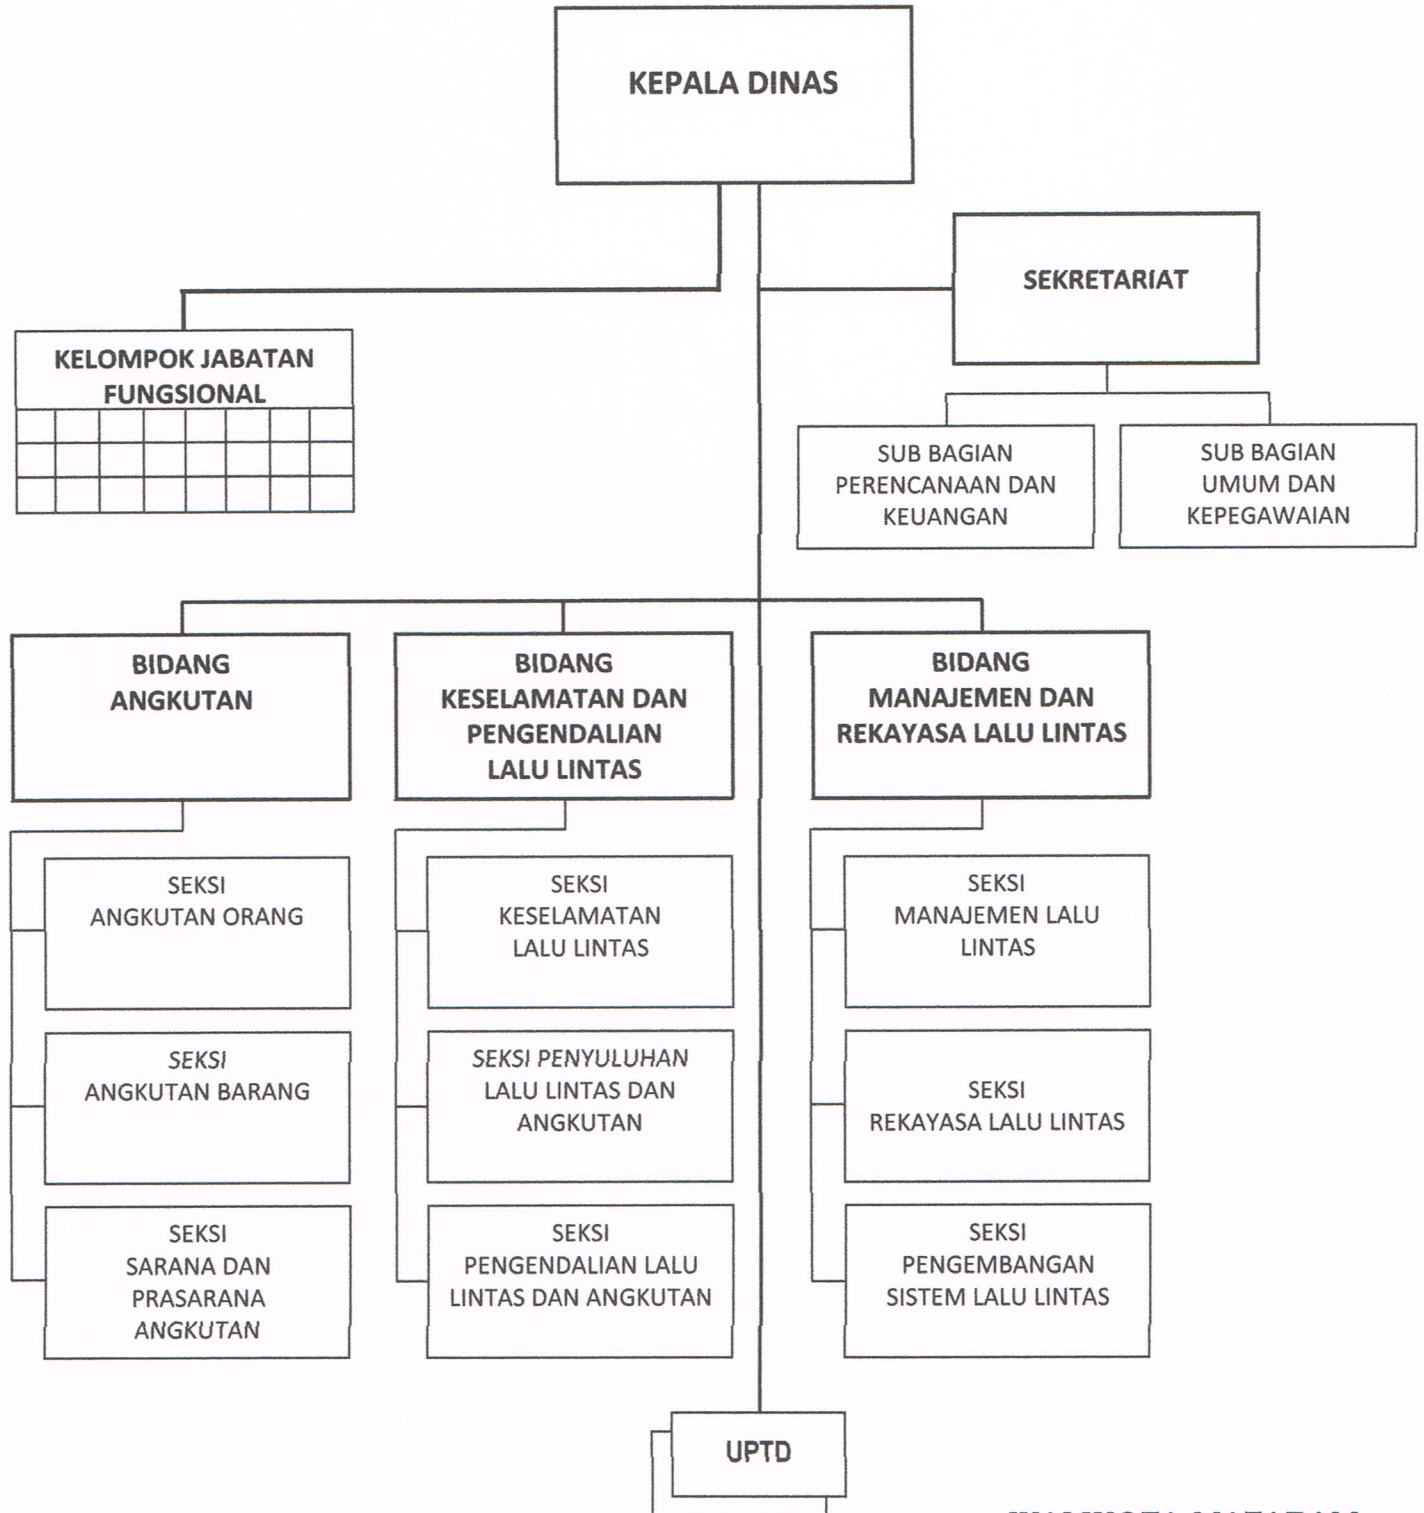 KEPALA DINAS
SEKRETARIAT
KELOMPOK JABATAN
FUNGSIONAL
SUB BAGIAN
PERENCANAAN DAN
KEUANGAN
SUB BAGIAN
UMUM DAN
KEPEGAWAIAN
BIDANG
ANGKUTAN
BIDANG
KESELAMATAN DAN
PENGENDALIAN
LALU LINTAS
BIDANG
MANAJEMEN DAN
REKAYASA LALU LINTAS
SEKSI
ANGKUTAN ORANG
SEKSI
KESELAMATAN
LALU LINTAS
SEKSI
MANAJEMEN LALU
LINTAS
SEKSI
ANGKUTAN BARANG
SEKSI PENYULUHAN
LALU LINTAS DAN
ANGKUTAN
SEKSI
REKAYASA LALU LINTAS
SEKSI
SARANA DAN
PRASARANA
ANGKUTAN
SEKSI
PENGENDALIAN LALU
LINTAS DAN ANGKUTAN
SEKSI
PENGEMBANGAN
SISTEM LALU LINTAS
UPTD